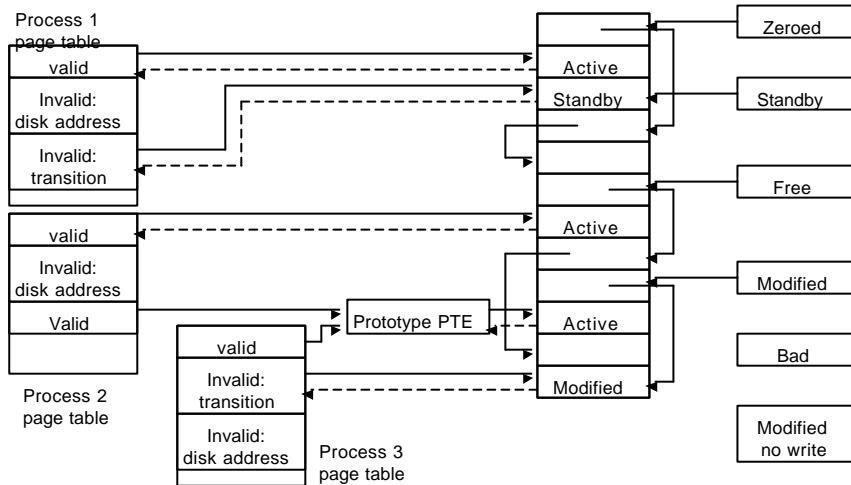 Process 1
page table
valid
Invalid:
disk address
Invalid:
transition
valid
Invalid:
disk address
Valid
Process 2
page table
valid
Invalid:
transition
Invalid:
disk address
Process 3
page table
Prototype PTE
Active
Standby
Active
Active
Modified
Zeroed
Standby
Free
Modified
Bad
Modified
no write